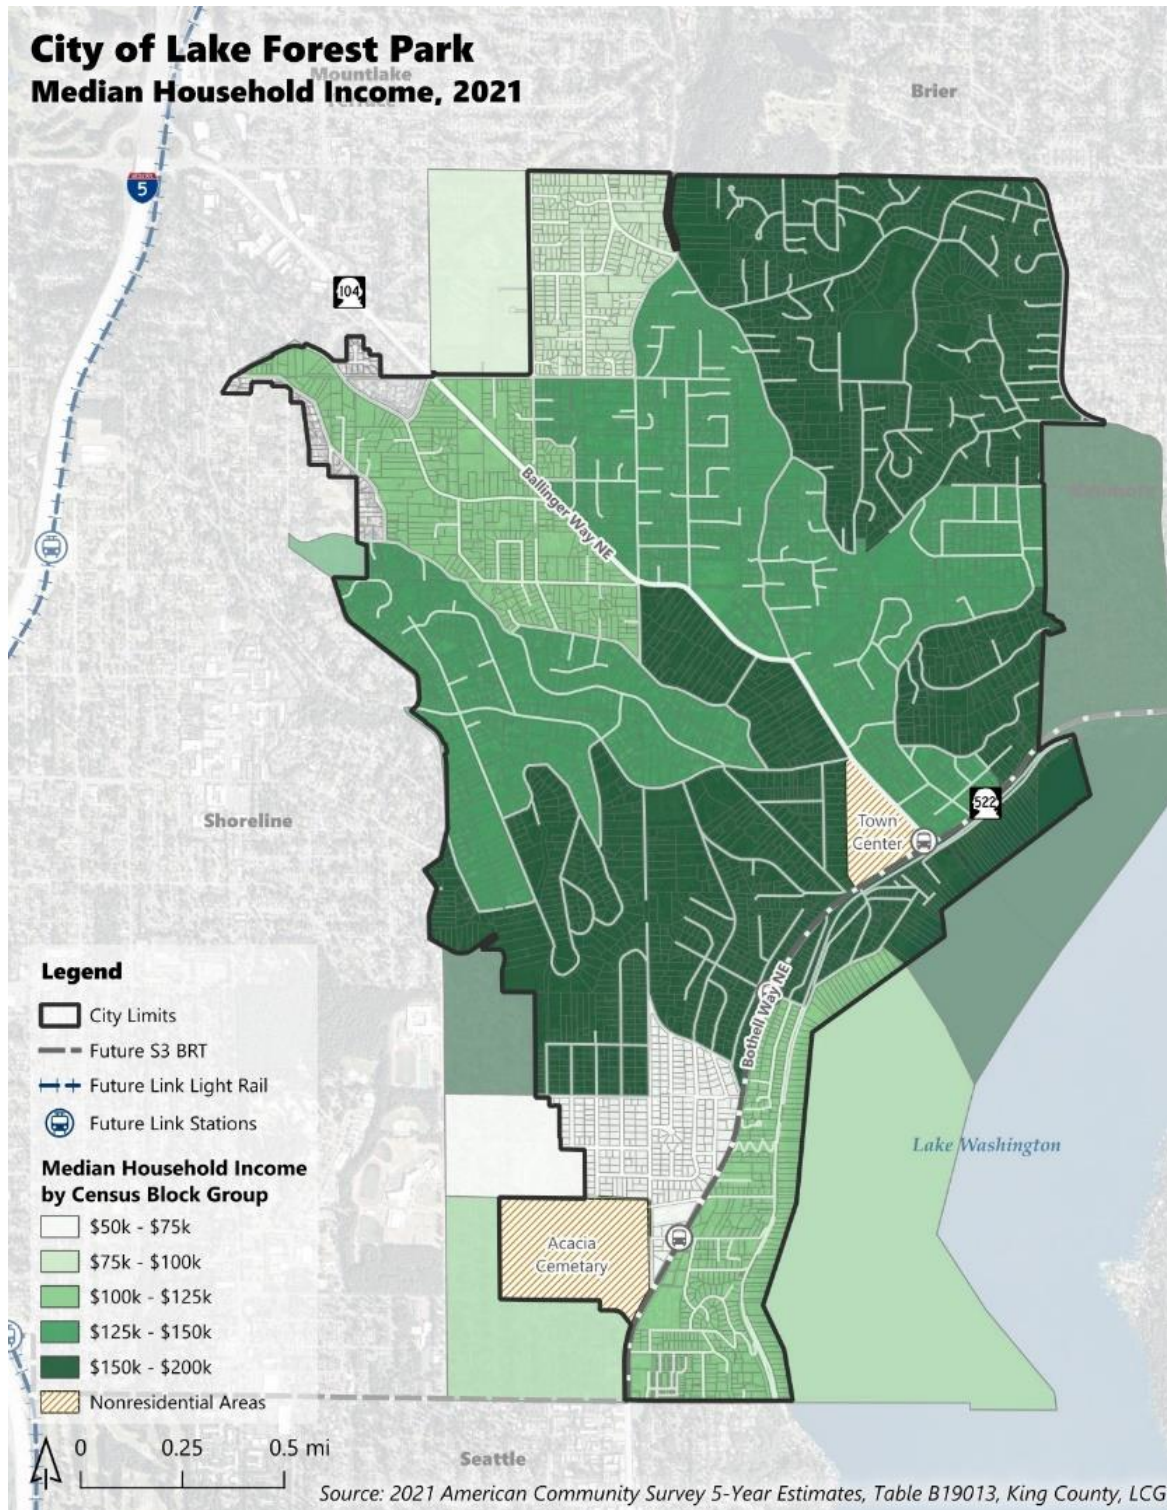 City of Lake Forest Park
Mountlake
Terrace
Median Household Income, 2021
Brier
5
104
Ballinger Way NE
Kenmore
Shoreline
Town
Center
522
Bothell Way NE
Lake Washington
Acacia
Cemetary
Seattle
Legend
City Limits
Future S3 BRT
Future Link Light Rail
Future Link Stations
Median Household Income
by Census Block Group
$50k - $75k
$75k - $100k
$100k - $125k
$125k - $150k
$150k - $200k
Nonresidential Areas
0 0.25 0.5 mi
Source: 2021 American Community Survey 5-Year Estimates, Table B19013, King County, LCG